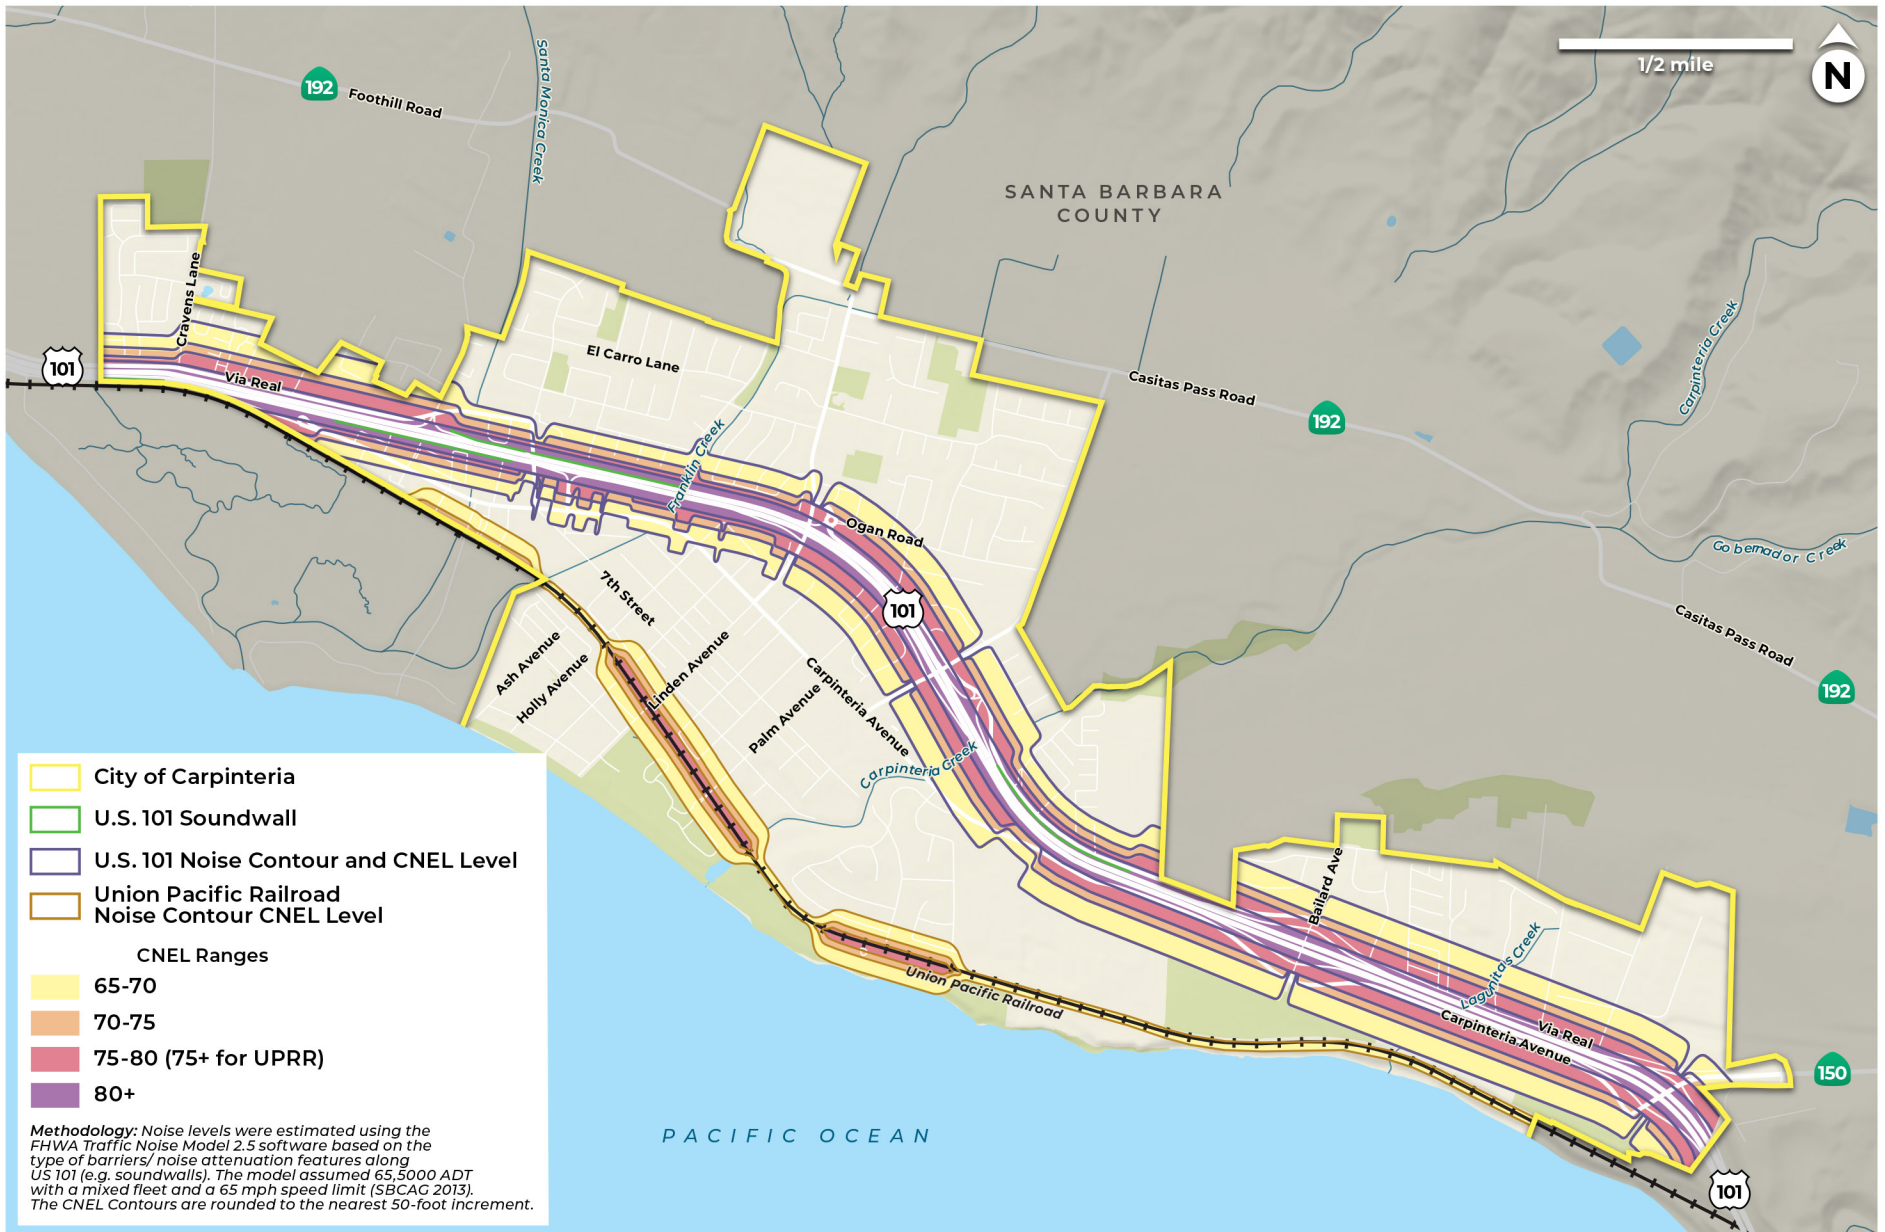 192
Foothill Road
Santa Monica Creek
1/2 mile
N
SANTA BARBARA
COUNTY
Cravens Lane
101
Via Real
El Carro Lane
Franklin Creek
Casitas Pass Road
192
Carpinteria Creek
Ogan Road
Gobernador Creek
101
7th Street
Ash Avenue
Holly Avenue
Linden Avenue
Palm Avenue
Carpinteria Avenue
Carpinteria Creek
Casitas Pass Road
192
Bailard Ave
Lagunitas Creek
Union Pacific Railroad
Carpinteria Avenue
Via Real
150
101
PACIFIC OCEAN
City of Carpinteria
U.S. 101 Soundwall
U.S. 101 Noise Contour and CNEL Level
Union Pacific Railroad
Noise Contour CNEL Level
CNEL Ranges
65-70
70-75
75-80 (75+ for UPRR)
80+
Methodology: Noise levels were estimated using the
FHWA Traffic Noise Model 2.5 software based on the
type of barriers/ noise attenuation features along
US 101 (e.g. soundwalls). The model assumed 65,5000 ADT
with a mixed fleet and a 65 mph speed limit (SBCAG 2013).
The CNEL Contours are rounded to the nearest 50-foot increment.